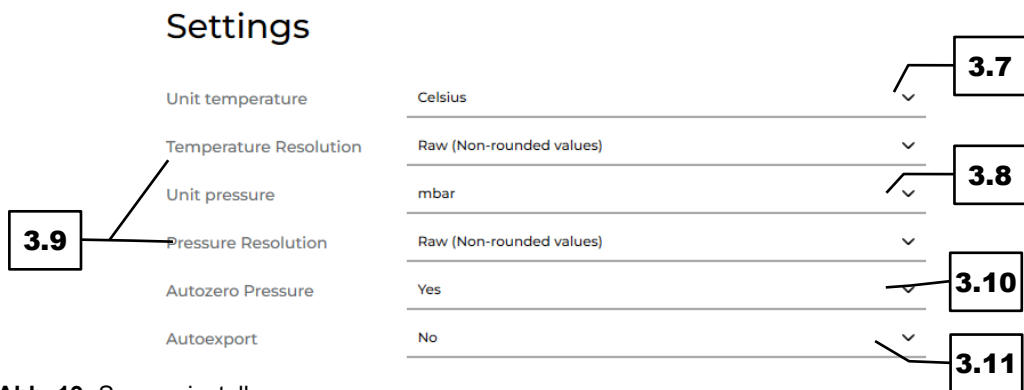 Settings
3.7
Unit temperature Celsius
Temperature Resolution Raw (Non-rounded values)
3.8
Unit pressure mbar
3.9
Pressure Resolution Raw (Non-rounded values)
Autozero Pressure Yes
3.10
Autoexport No
3.11